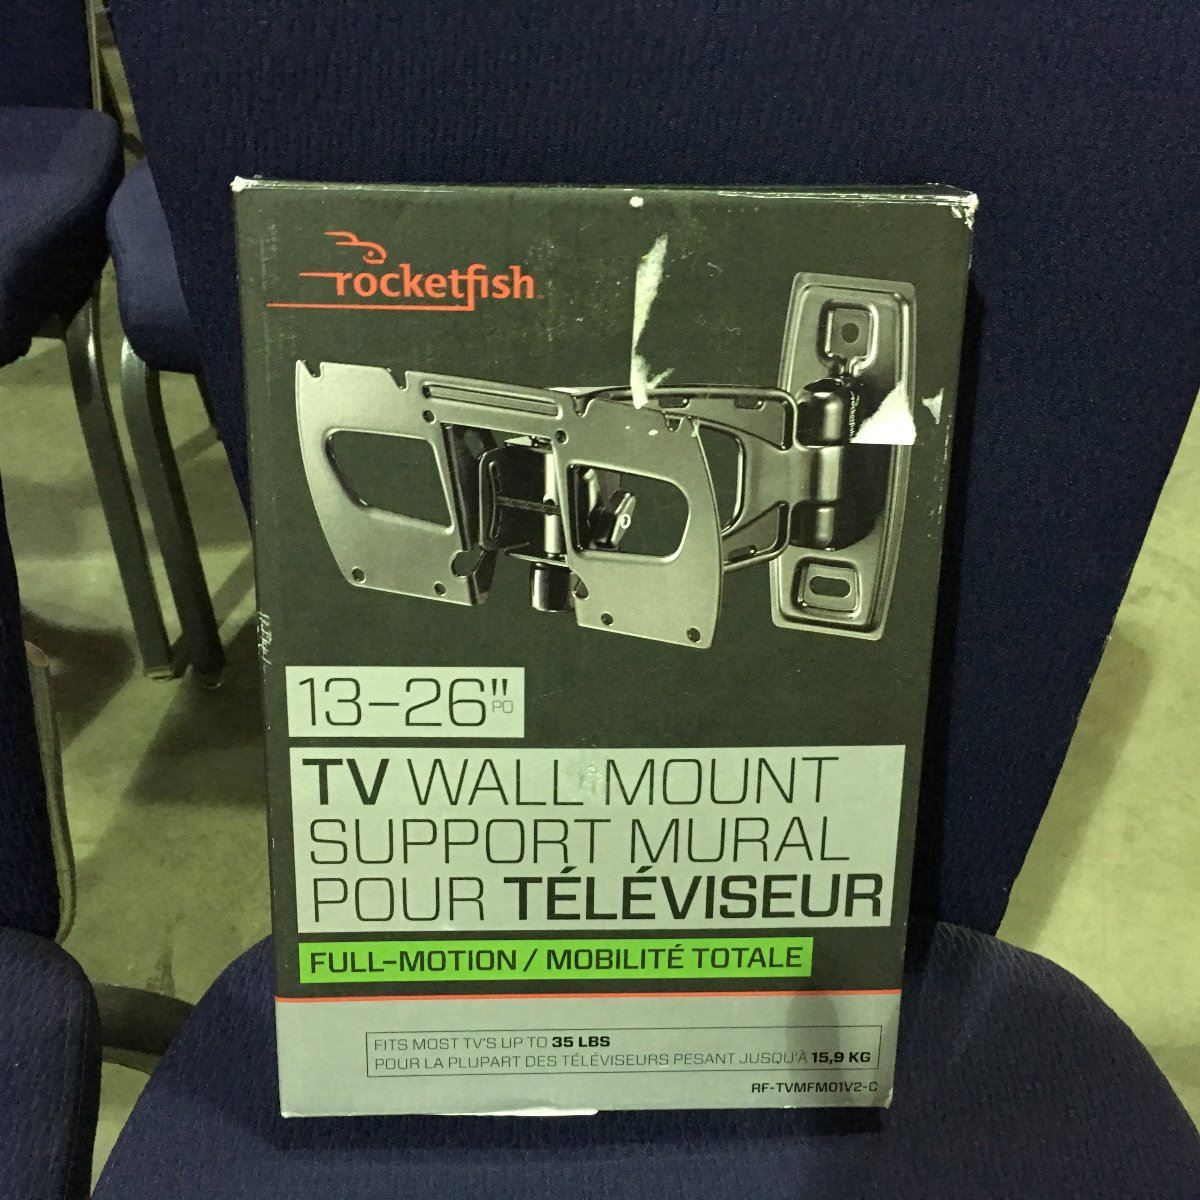 rocketfish
13-26"
PO
TV WALL MOUNT
SUPPORT MURAL
POUR TÉLÉVISEUR
FULL-MOTION / MOBILITÉ TOTALE
FITS MOST TV'S UP TO 35 LBS
POUR LA PLUPART DES TÉLÉVISEURS PESANT JUSQU'À 15,9 KG
RF-TVMFM01V2-C